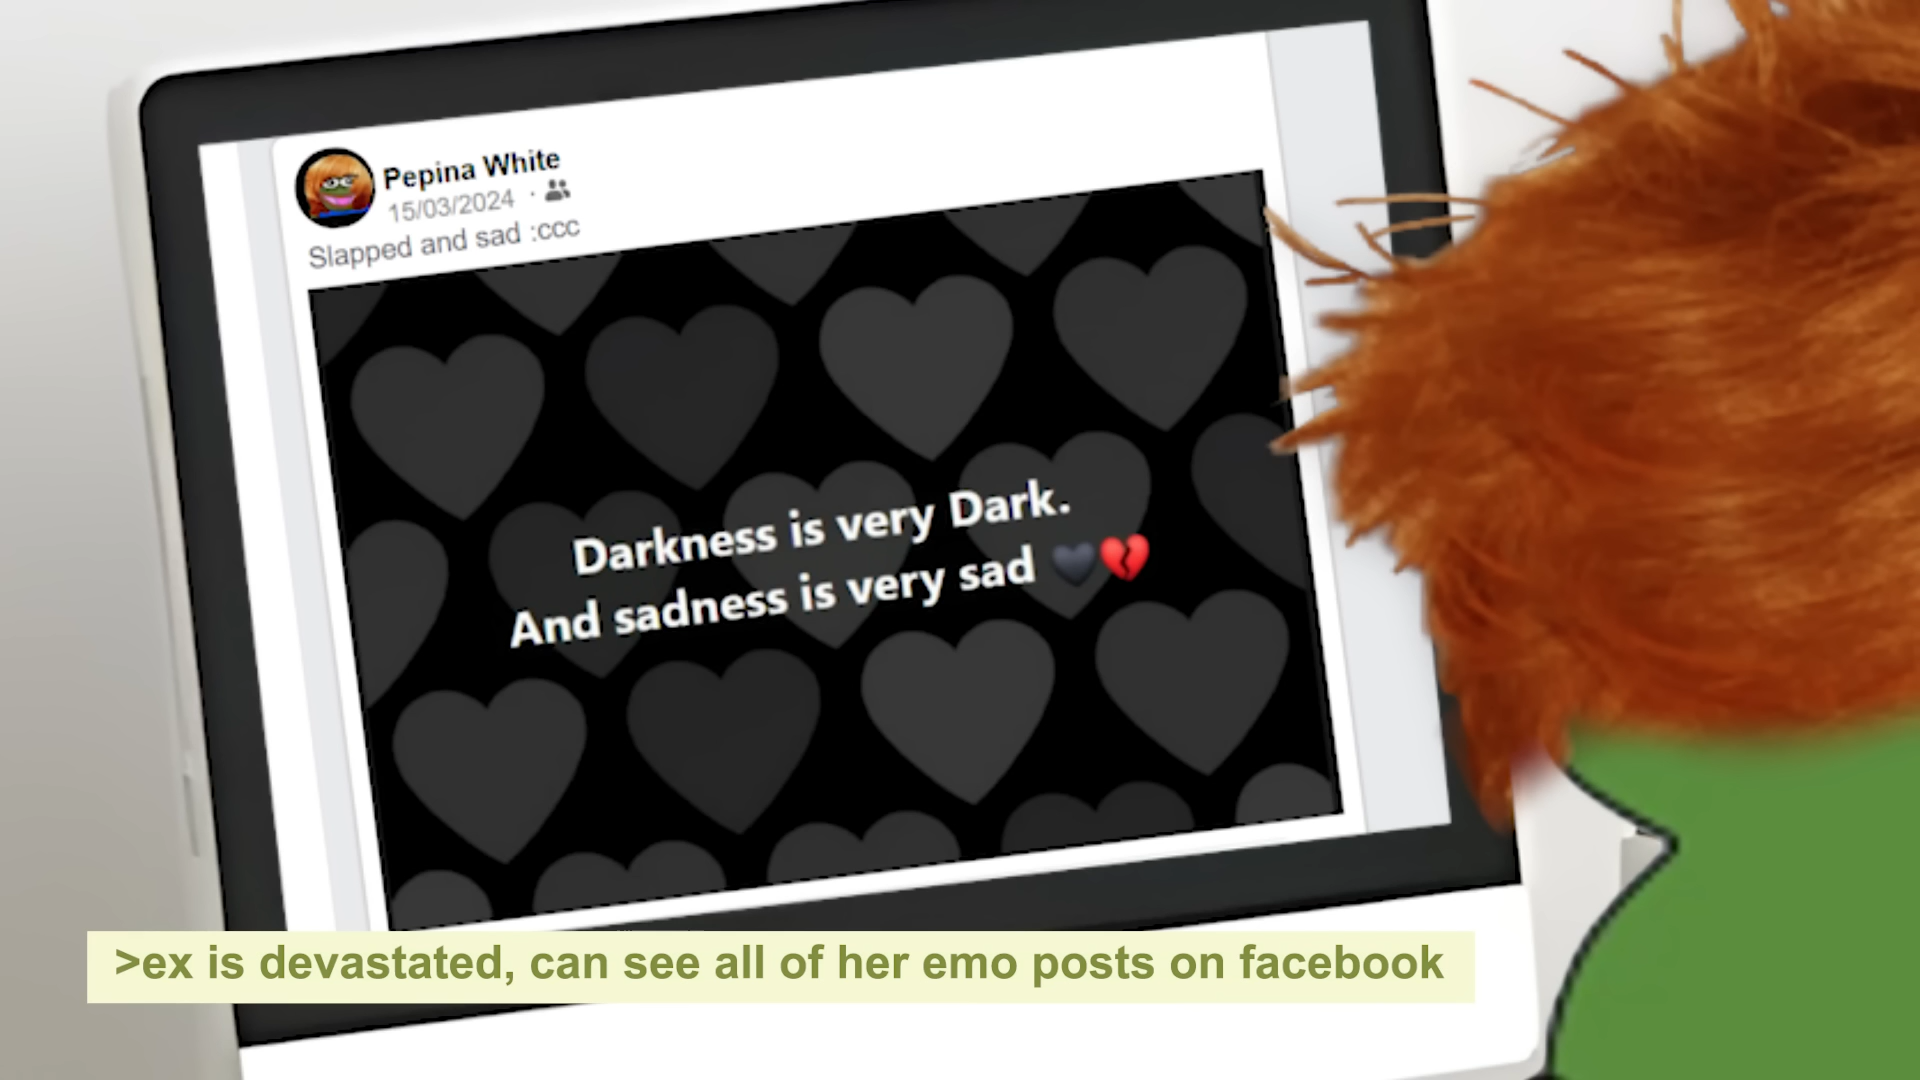 Pepina White
15/03/2024
Slapped and sad :ccc
Darkness is very Dark.
And sadness is very sad 🖤💔
>ex is devastated, can see all of her emo posts on facebook